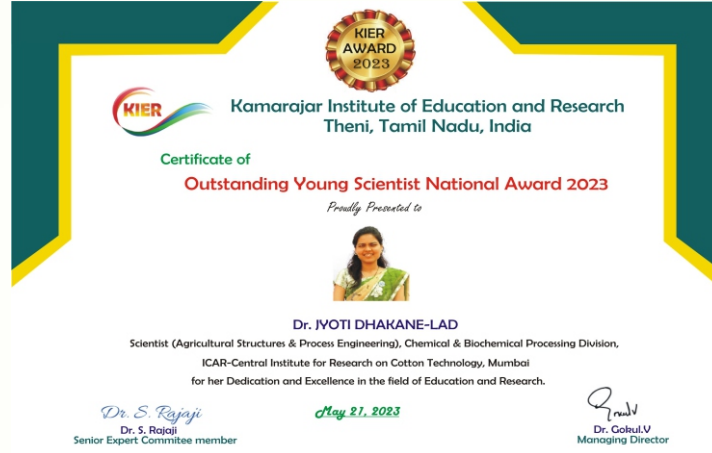 KIER
AWARD
2023
KIER
Kamarajar Institute of Education and Research
Theni, Tamil Nadu, India
Certificate of
Outstanding Young Scientist National Award 2023
Proudly Presented to
Dr. JYOTI DHAKANE-LAD
Scientist (Agricultural Structures & Process Engineering), Chemical & Biochemical Processing Division,
ICAR-Central Institute for Research on Cotton Technology, Mumbai
for her Dedication and Excellence in the field of Education and Research.
Dr. S. Rajaji
Dr. S. Rajaji
Senior Expert Commitee member
May 21, 2023
Dr. Gokul.V
Managing Director